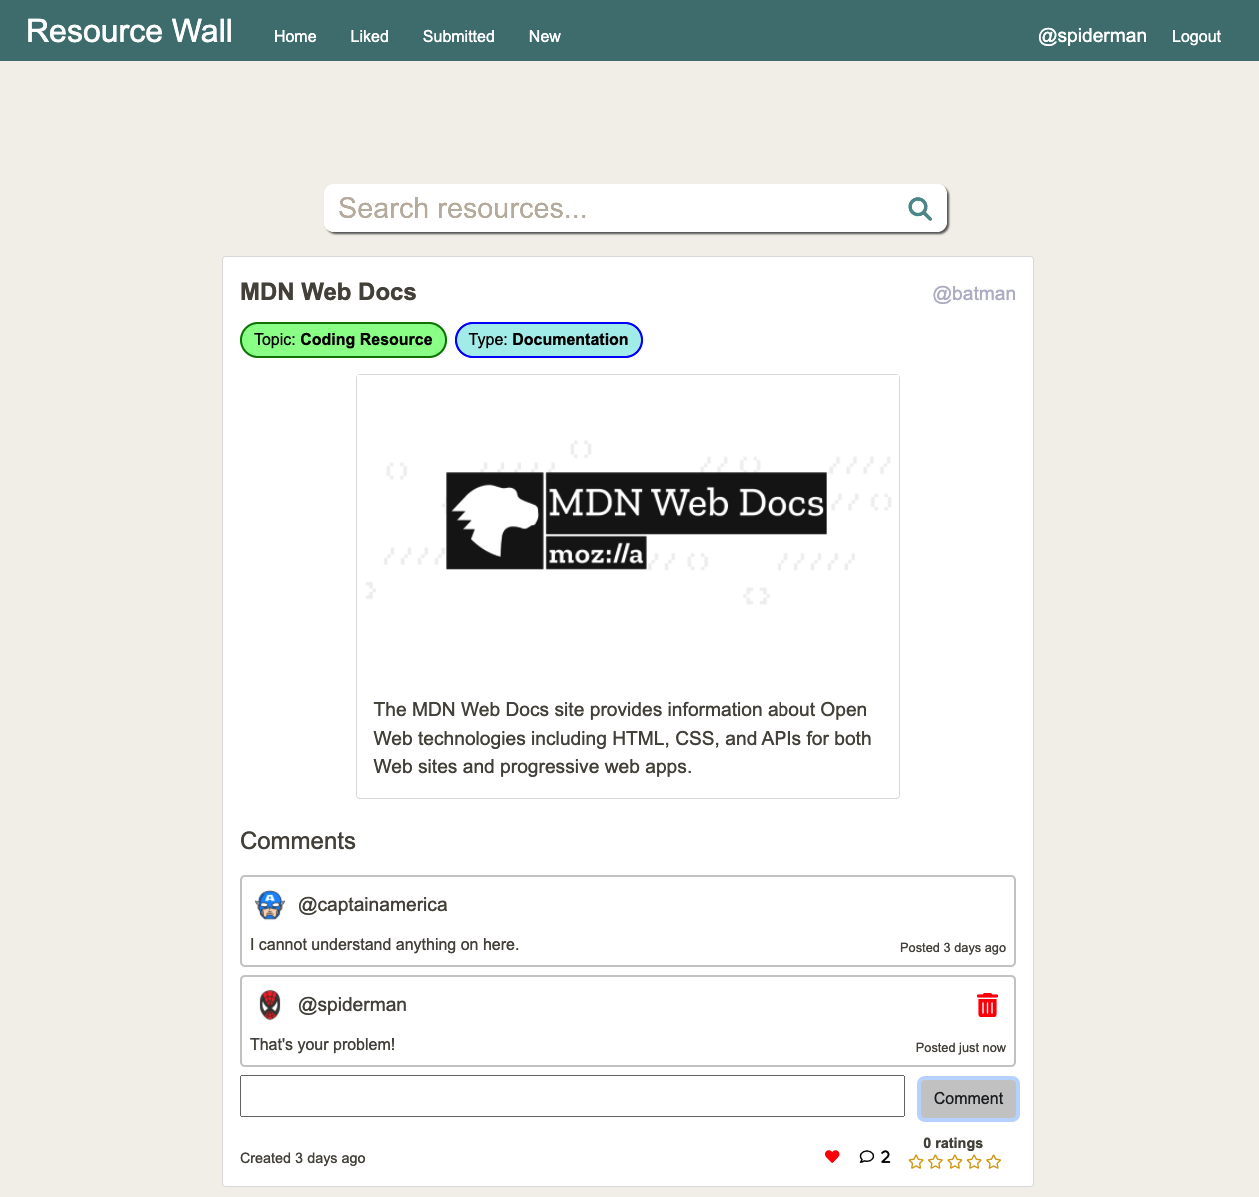 Resource Wall Home Liked Submitted New @spiderman Logout
Search resources...
MDN Web Docs @batman
Topic: Coding Resource Type: Documentation
MDN Web Docs
moz://a
The MDN Web Docs site provides information about Open
Web technologies including HTML, CSS, and APIs for both
Web sites and progressive web apps.
Comments
@captainamerica
I cannot understand anything on here. Posted 3 days ago
@spiderman
That's your problem! Posted just now
Comment
0 ratings
Created 3 days ago 2